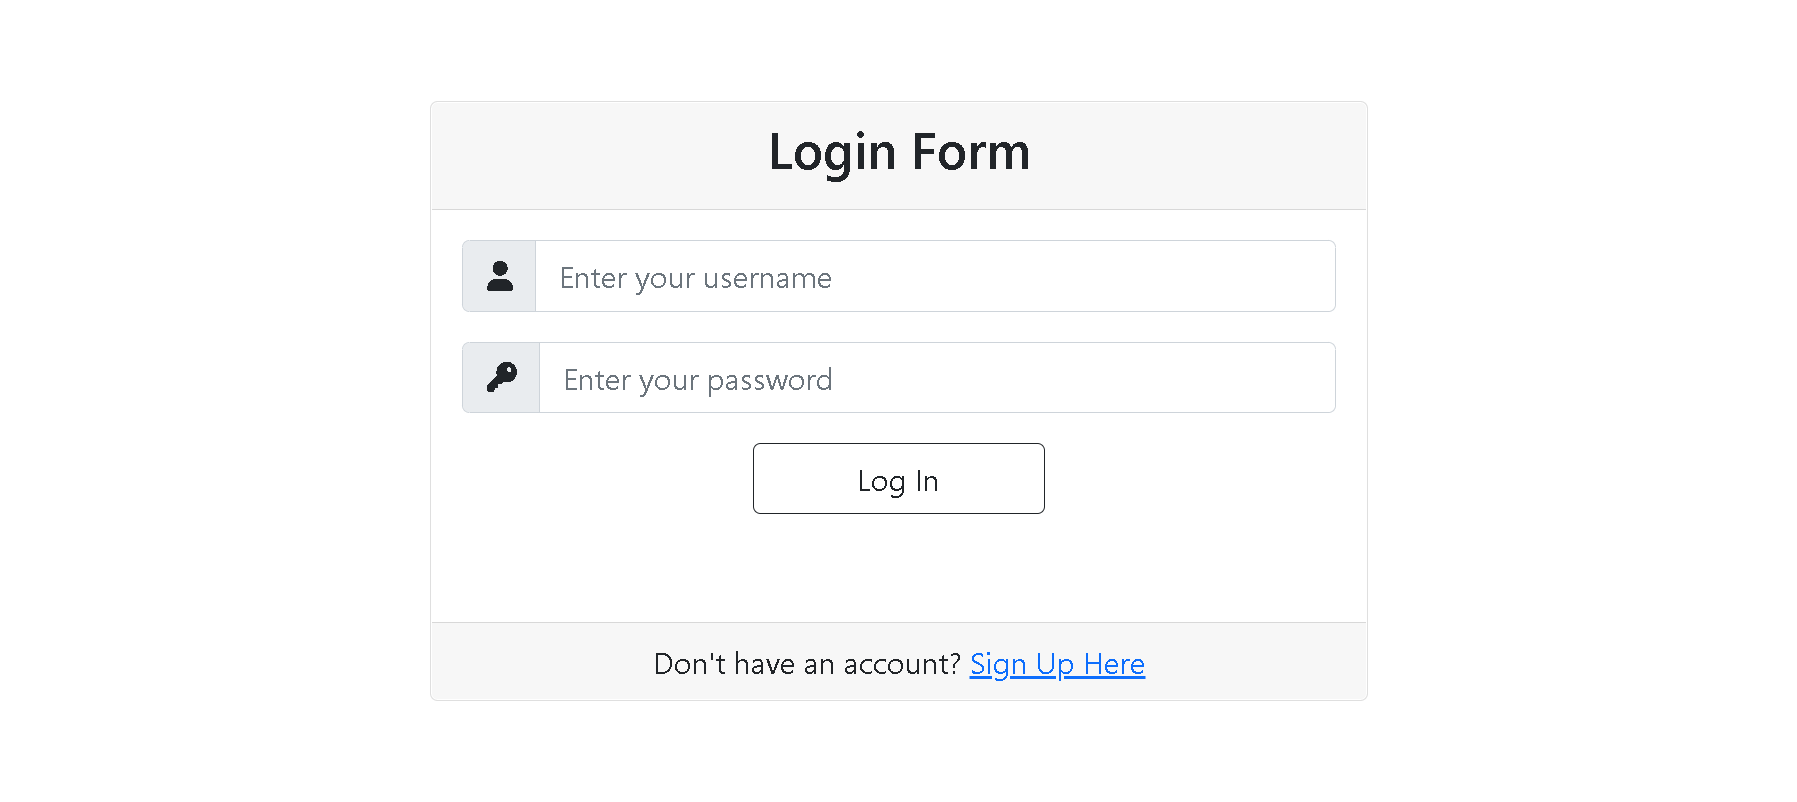 Login Form
Enter your username
Enter your password
Log In
Don't have an account? Sign Up Here